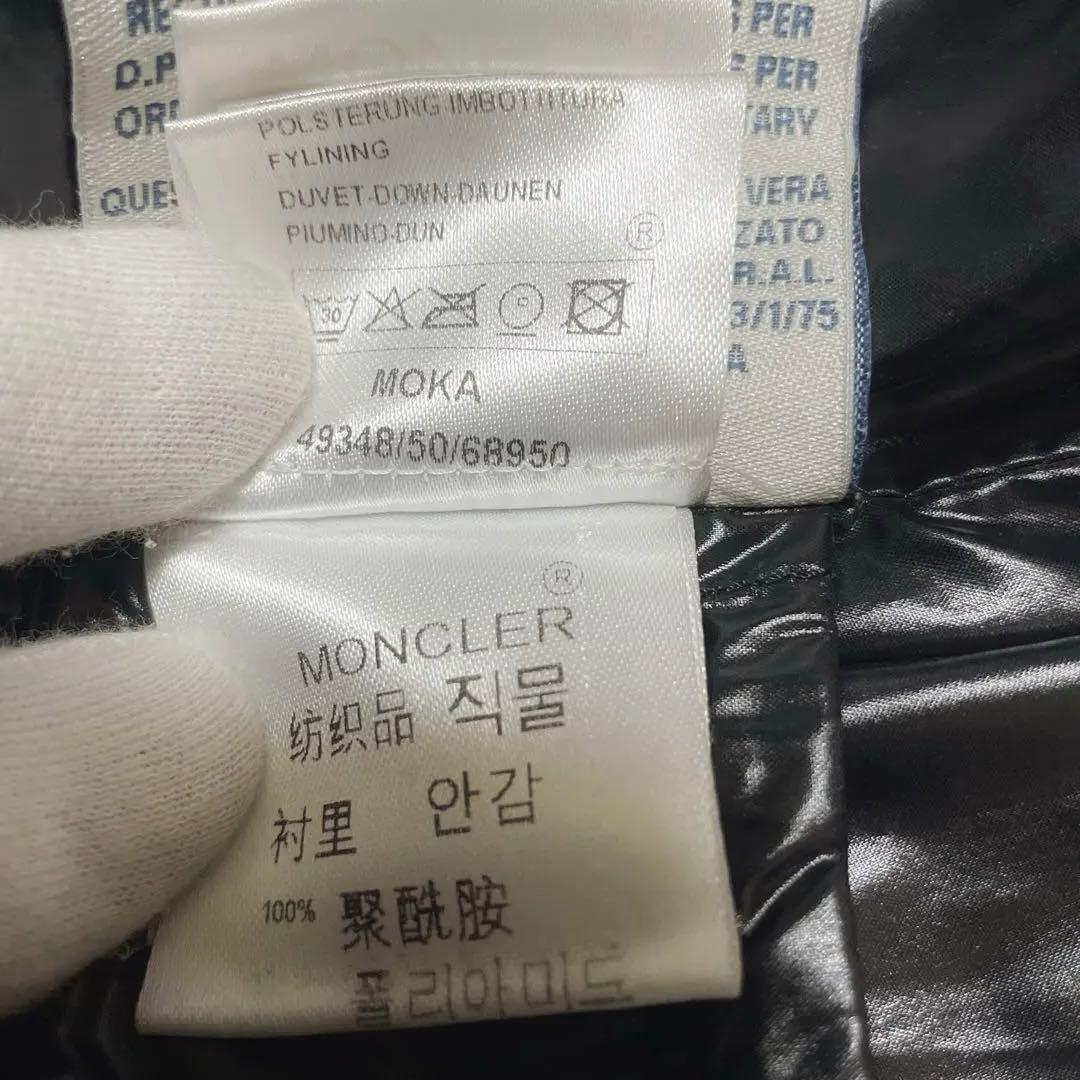 D.P
QUES
PER
PER
TARY
VERA
ZATO
R.A.L.
3/1/75
A
POLSTERUNG-IMBOTTITURA
FYLINING
DUVET-DOWN-DAUNEN
PIUMINO-DUN
®
30
MOKA
49348/50/68950
®
MONCLER
纺织品 직물
衬里 안감
100% 聚酰胺
폴리아미드